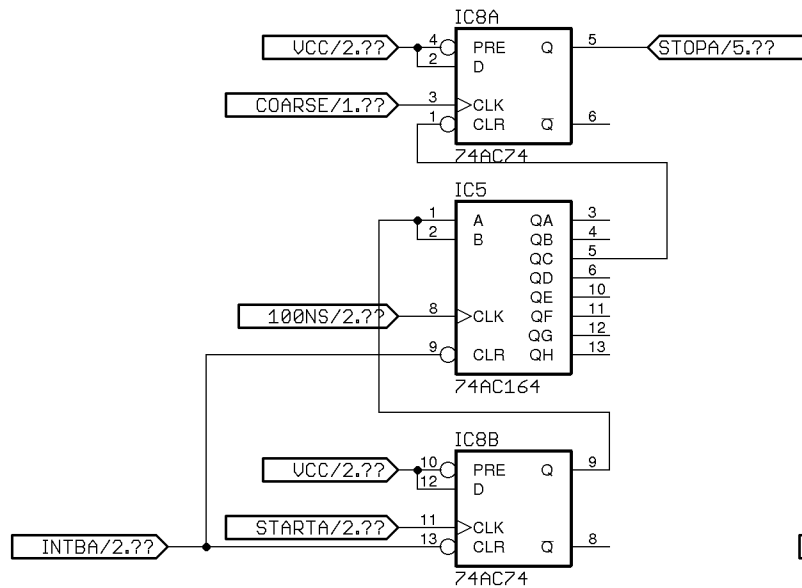 IC8A
VCC/2.?? 4 PRE Q 5 STOPA/5.??
2 D
COARSE/1.?? 3 CLK
1 CLR Q 6
74AC74
IC5
1 A QA 3
2 B QB 4
QC 5
QD 6
QE 10
100NS/2.?? 8 CLK QF 11
QG 12
9 CLR QH 13
74AC164
IC8B
VCC/2.?? 10 PRE Q 9
12 D
STARTA/2.?? 11 CLK
INTBA/2.?? 13 CLR Q 8
74AC74